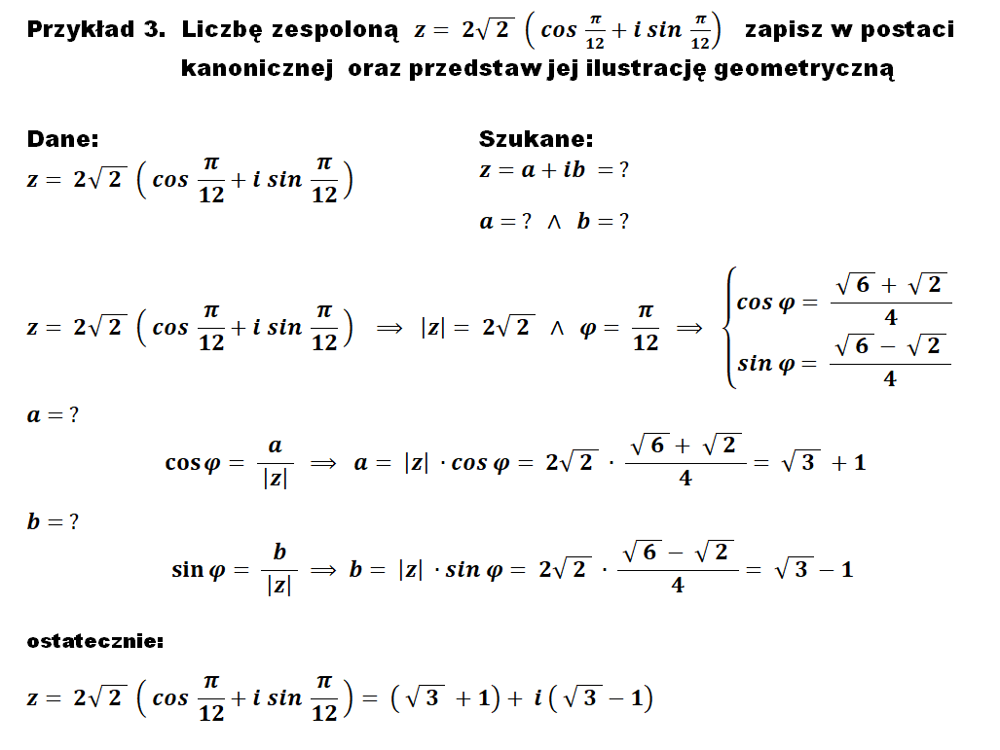 Przykład 3. Liczbę zespoloną z = 2√2 ( cos π/12 + i sin π/12 ) zapisz w postaci
kanonicznej oraz przedstaw jej ilustrację geometryczną
Dane: Szukane:
z = 2√2 ( cos π/12 + i sin π/12 ) z = a + ib = ?
a = ? ∧ b = ?
z = 2√2 ( cos π/12 + i sin π/12 ) ⟹ |z| = 2√2 ∧ φ = π/12 ⟹ { cos φ = (√6 + √2)/4
sin φ = (√6 − √2)/4
a = ?
cos φ = a/|z| ⟹ a = |z| · cos φ = 2√2 · (√6 + √2)/4 = √3 + 1
b = ?
sin φ = b/|z| ⟹ b = |z| · sin φ = 2√2 · (√6 − √2)/4 = √3 − 1
ostatecznie:
z = 2√2 ( cos π/12 + i sin π/12 ) = (√3 + 1) + i (√3 − 1)